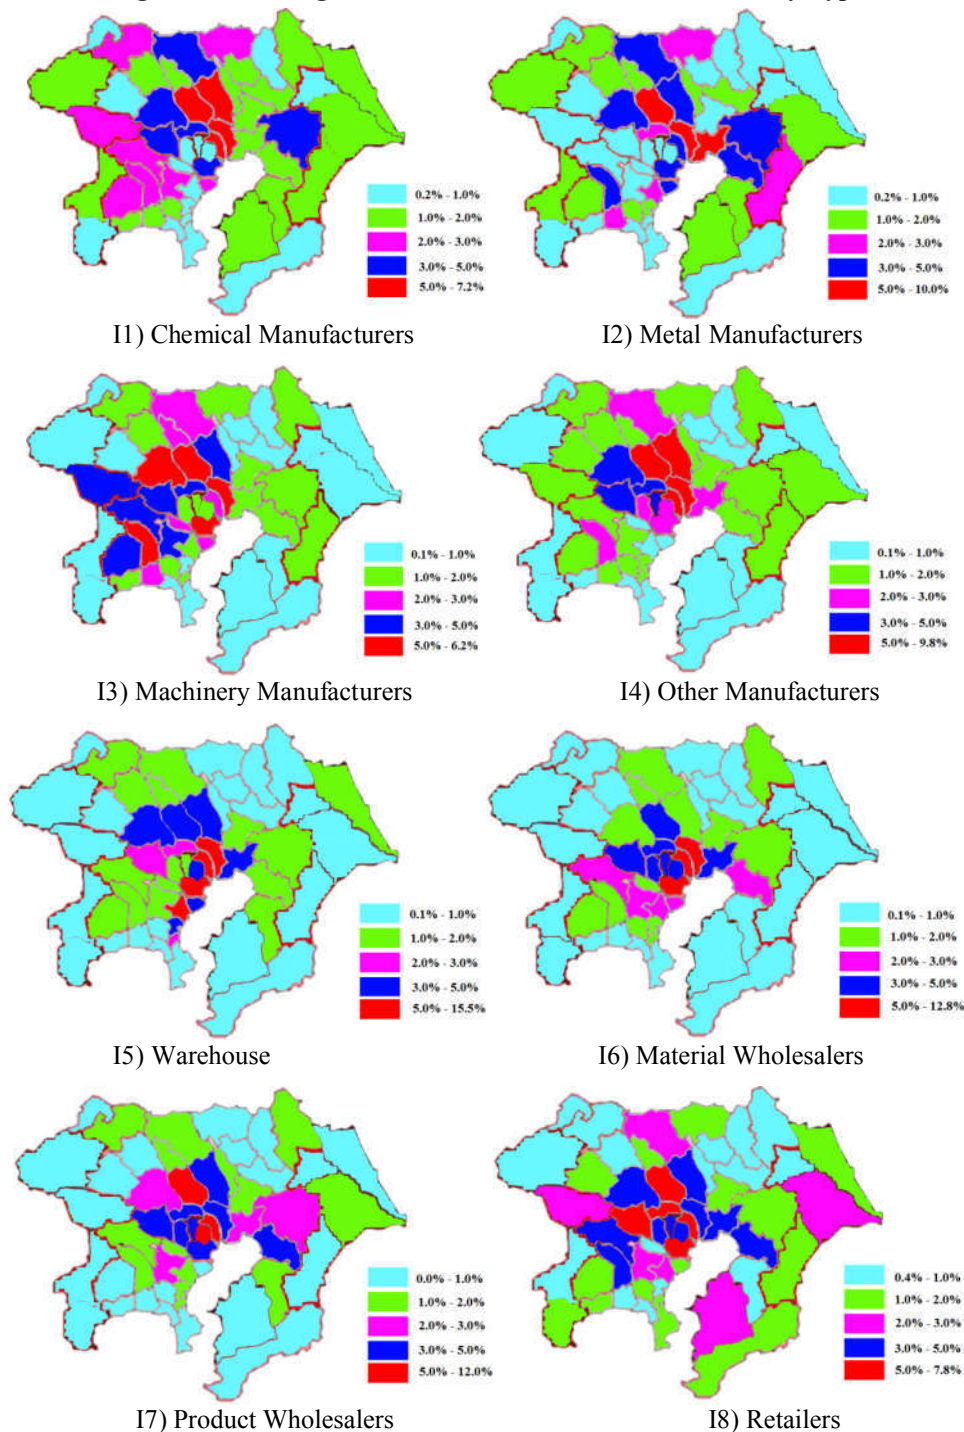 0.2% - 1.0%
1.0% - 2.0%
2.0% - 3.0%
3.0% - 5.0%
5.0% - 7.2%
I1) Chemical Manufacturers
0.2% - 1.0%
1.0% - 2.0%
2.0% - 3.0%
3.0% - 5.0%
5.0% - 10.0%
I2) Metal Manufacturers
0.1% - 1.0%
1.0% - 2.0%
2.0% - 3.0%
3.0% - 5.0%
5.0% - 6.2%
I3) Machinery Manufacturers
0.1% - 1.0%
1.0% - 2.0%
2.0% - 3.0%
3.0% - 5.0%
5.0% - 9.8%
I4) Other Manufacturers
0.1% - 1.0%
1.0% - 2.0%
2.0% - 3.0%
3.0% - 5.0%
5.0% - 15.5%
I5) Warehouse
0.1% - 1.0%
1.0% - 2.0%
2.0% - 3.0%
3.0% - 5.0%
5.0% - 12.8%
I6) Material Wholesalers
0.0% - 1.0%
1.0% - 2.0%
2.0% - 3.0%
3.0% - 5.0%
5.0% - 12.0%
I7) Product Wholesalers
0.4% - 1.0%
1.0% - 2.0%
2.0% - 3.0%
3.0% - 5.0%
5.0% - 7.8%
I8) Retailers